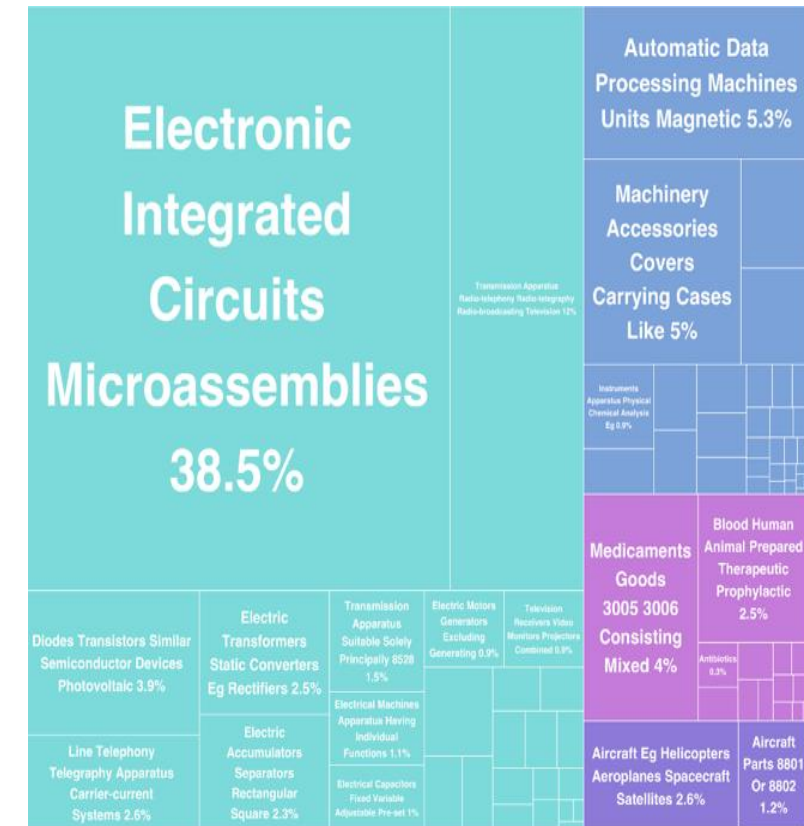 Electronic
Integrated
Circuits
Microassemblies
38.5%
Transmission Apparatus
Radio-telephony Radio-telegraphy
Radio-broadcasting Television 12%
Automatic Data
Processing Machines
Units Magnetic 5.3%
Machinery
Accessories
Covers
Carrying Cases
Like 5%
Instruments
Apparatus Physical
Chemical Analysis
Eg 0.9%
Diodes Transistors Similar
Semiconductor Devices
Photovoltaic 3.9%
Line Telephony
Telegraphy Apparatus
Carrier-current
Systems 2.6%
Electric
Transformers
Static Converters
Eg Rectifiers 2.5%
Electric
Accumulators
Separators
Rectangular
Square 2.3%
Transmission
Apparatus
Suitable Solely
Principally 8528
1.5%
Electrical Machines
Apparatus Having
Individual
Functions 1.1%
Electrical Capacitors
Fixed Variable
Adjustable Pre-set 1%
Electric Motors
Generators
Excluding
Generating 0.9%
Television
Receivers Video
Monitors Projectors
Combined 0.9%
Medicaments
Goods
3005 3006
Consisting
Mixed 4%
Blood Human
Animal Prepared
Therapeutic
Prophylactic
2.5%
Antibiotics
0.3%
Aircraft Eg Helicopters
Aeroplanes Spacecraft
Satellites 2.6%
Aircraft
Parts 8801
Or 8802
1.2%